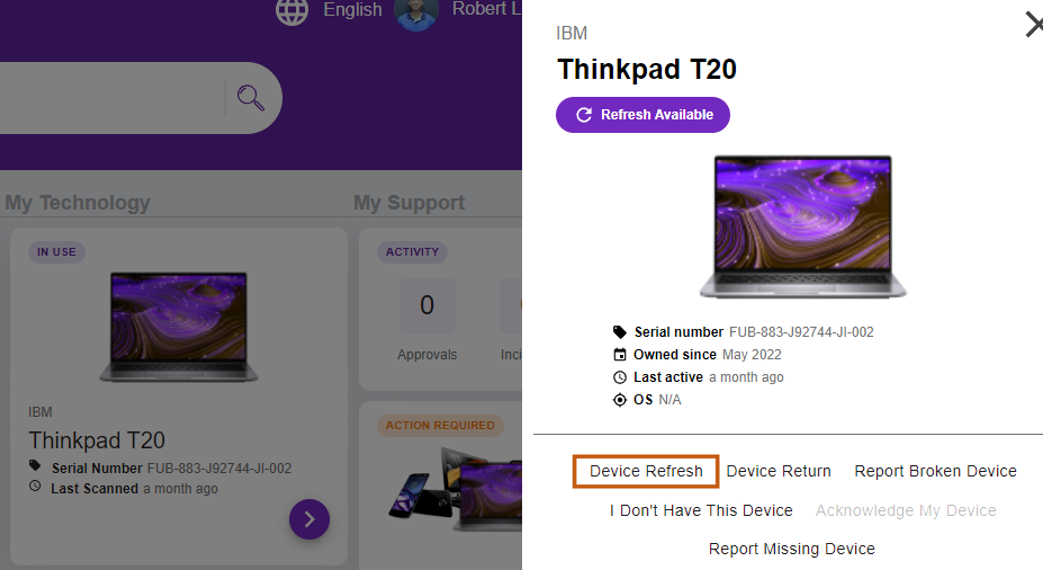 English
Robert L
My Technology
My Support
IN USE
ACTIVITY
0
Approvals
Inci
IBM
Thinkpad T20
Serial Number FUB-883-J92744-JI-002
Last Scanned a month ago
ACTION REQUIRED
IBM
Thinkpad T20
Refresh Available
Serial number FUB-883-J92744-JI-002
Owned since May 2022
Last active a month ago
OS N/A
Device Refresh Device Return Report Broken Device
I Don't Have This Device Acknowledge My Device
Report Missing Device